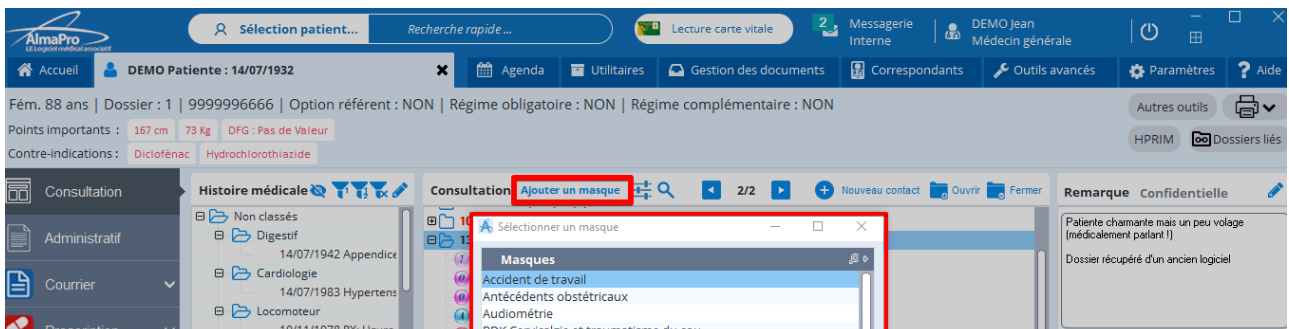 AlmaPro
LE Logiciel médical associatif
Sélection patient...
Recherche rapide ...
Lecture carte vitale
2
Messagerie
Interne
DEMO Jean
Médecin générale
Accueil
DEMO Patiente : 14/07/1932
Agenda
Utilitaires
Gestion des documents
Correspondants
Outils avancés
Paramètres
? Aide
Fém. 88 ans | Dossier : 1 | 9999996666 | Option référent : NON | Régime obligatoire : NON | Régime complémentaire : NON
Autres outils
Points importants :
167 cm
73 Kg
DFG : Pas de Valeur
HPRIM
Dossiers liés
Contre-indications :
Diclofénac
Hydrochlorothiazide
Consultation
Administratif
Courrier
Histoire médicale
Non classés
Digestif
14/07/1942 Appendice
Cardiologie
14/07/1983 Hypertens
Locomoteur
Consultation
Ajouter un masque
2/2
Nouveau contact
Ouvrir
Fermer
10
13
Sélectionner un masque
Masques
Accident de travail
Antécédents obstétricaux
Audiométrie
Remarque
Confidentielle
Patiente charmante mais un peu volage
(médicalement parlant !)
Dossier récupéré d'un ancien logiciel